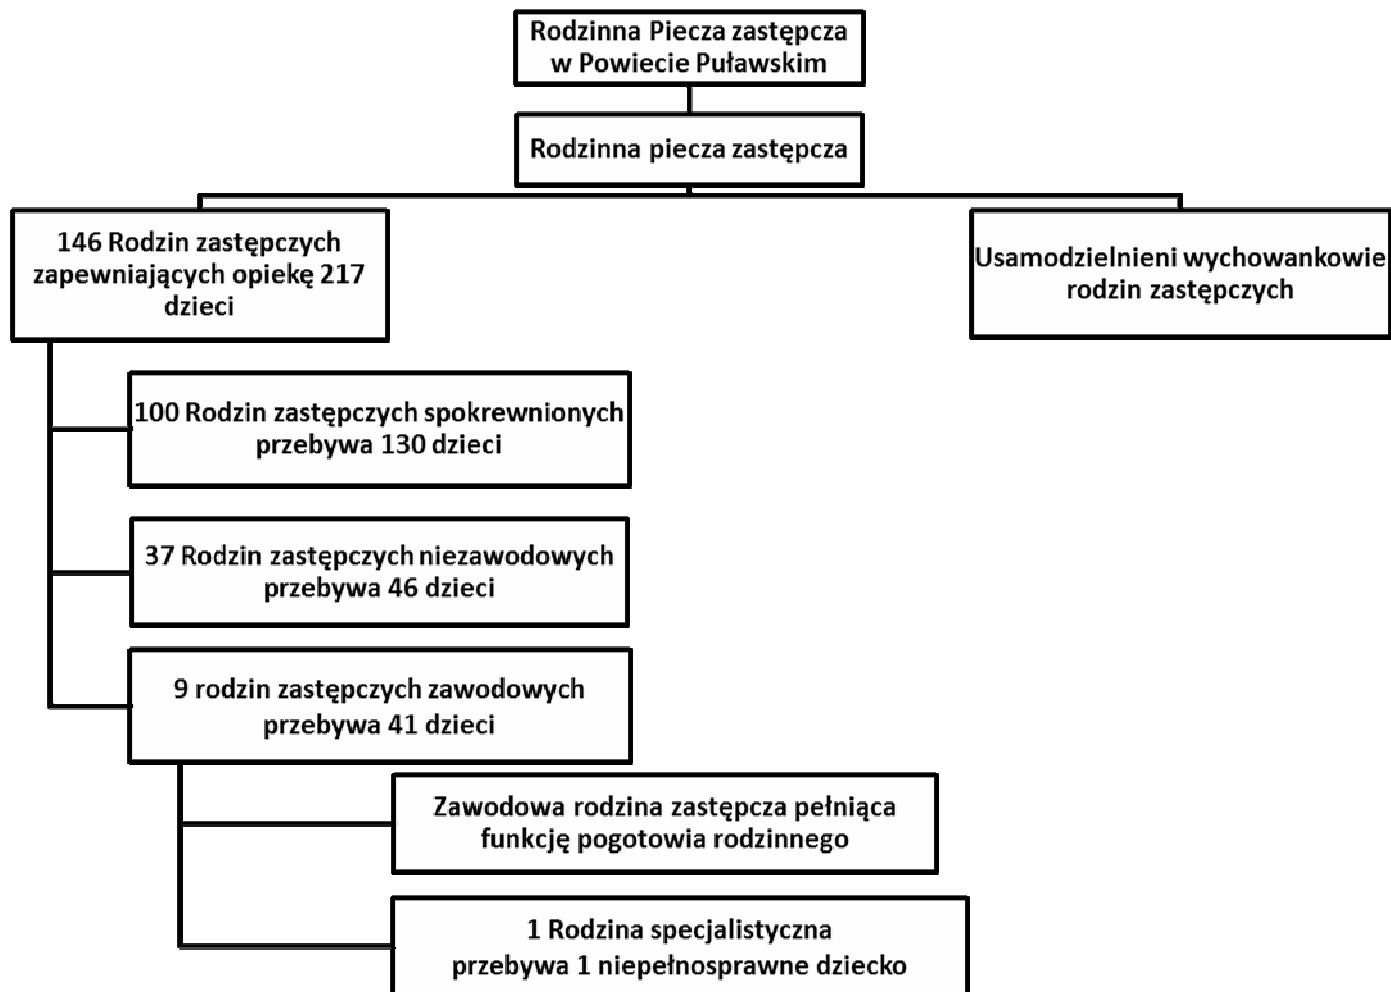 Rodzinna Piecza zastępcza
w Powiecie Puławskim
Rodzinna piecza zastępcza
146 Rodzin zastępczych
zapewniających opiekę 217
dzieci
Usamodzielnieni wychowankowie
rodzin zastępczych
100 Rodzin zastępczych spokrewnionych
przebywa 130 dzieci
37 Rodzin zastępczych niezawodowych
przebywa 46 dzieci
9 rodzin zastępczych zawodowych
przebywa 41 dzieci
Zawodowa rodzina zastępcza pełniąca
funkcję pogotowia rodzinnego
1 Rodzina specjalistyczna
przebywa 1 niepełnosprawne dziecko